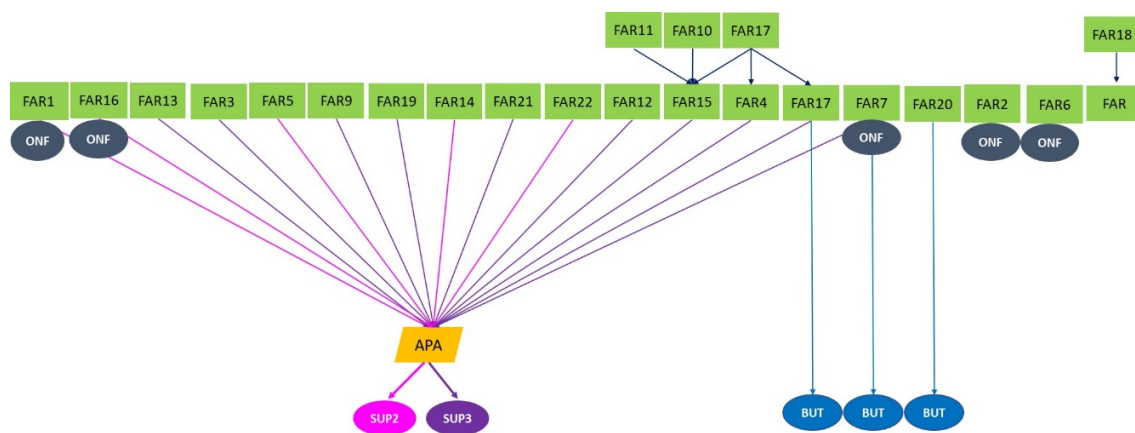 FAR11 FAR10 FAR17 FAR18
FAR1 FAR16 FAR13 FAR3 FAR5 FAR9 FAR19 FAR14 FAR21 FAR22 FAR12 FAR15 FAR4 FAR17 FAR7 FAR20 FAR2 FAR6 FAR
ONF ONF ONF ONF ONF
APA
SUP2 SUP3 BUT BUT BUT